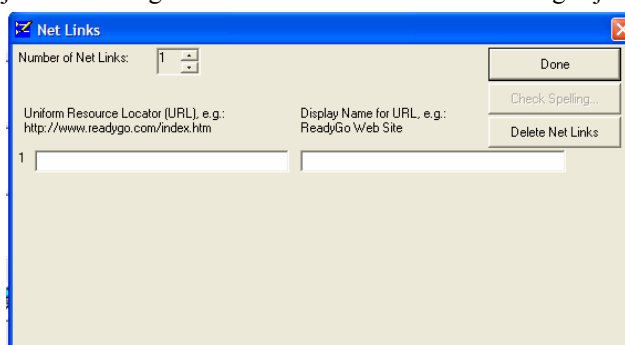 Net Links
Number of Net Links: 1
Done
Check Spelling...
Uniform Resource Locator (URL), e.g.:
http://www.readygo.com/index.htm
Display Name for URL, e.g.:
ReadyGo Web Site
Delete Net Links
1